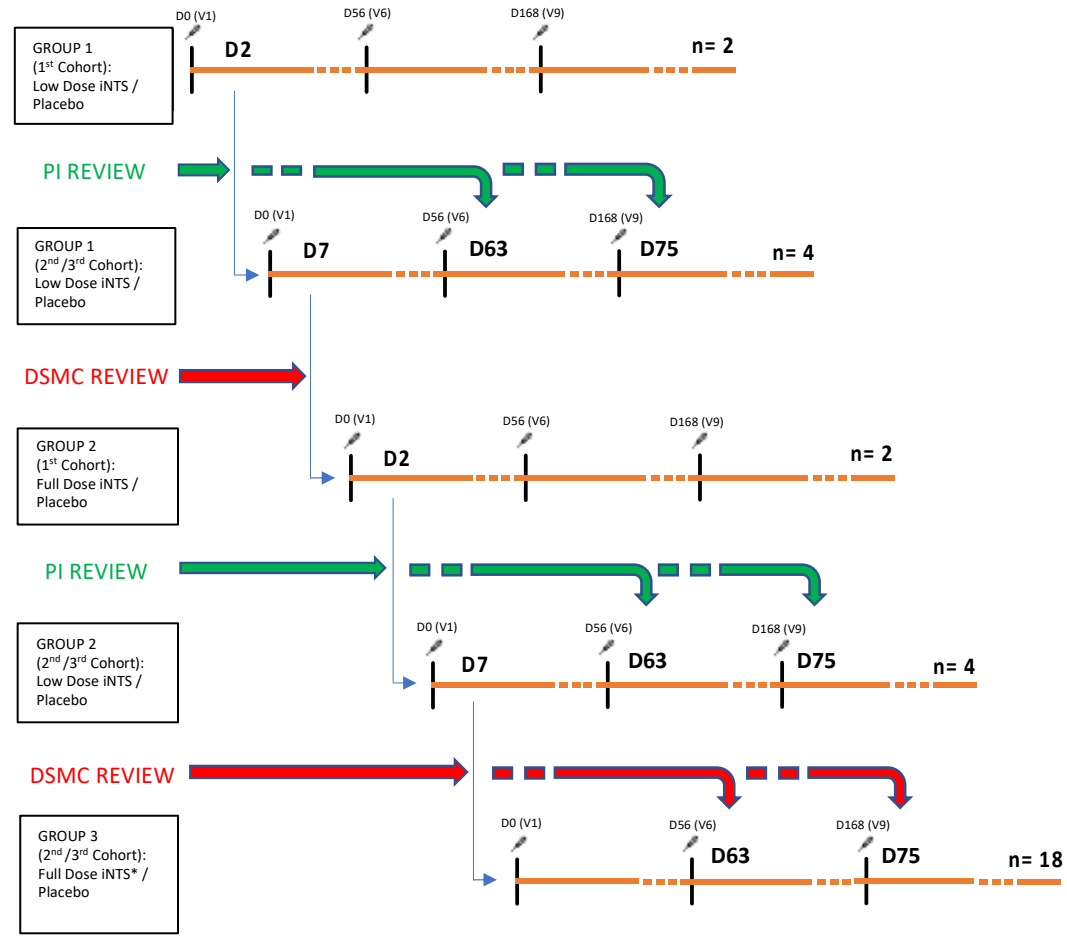 D0 (V1)
D56 (V6)
D168 (V9)
GROUP 1
(1st Cohort):
Low Dose iNTS /
Placebo
D2
n= 2
PI REVIEW
D0 (V1)
D56 (V6)
D168 (V9)
GROUP 1
(2nd /3rd Cohort):
Low Dose iNTS /
Placebo
D7
D63
D75
n= 4
DSMC REVIEW
D0 (V1)
D56 (V6)
D168 (V9)
GROUP 2
(1st Cohort):
Full Dose iNTS /
Placebo
D2
n= 2
PI REVIEW
D0 (V1)
D56 (V6)
D168 (V9)
GROUP 2
(2nd /3rd Cohort):
Low Dose iNTS /
Placebo
D7
D63
D75
n= 4
DSMC REVIEW
D0 (V1)
D56 (V6)
D168 (V9)
GROUP 3
(2nd /3rd Cohort):
Full Dose iNTS* /
Placebo
D63
D75
n= 18